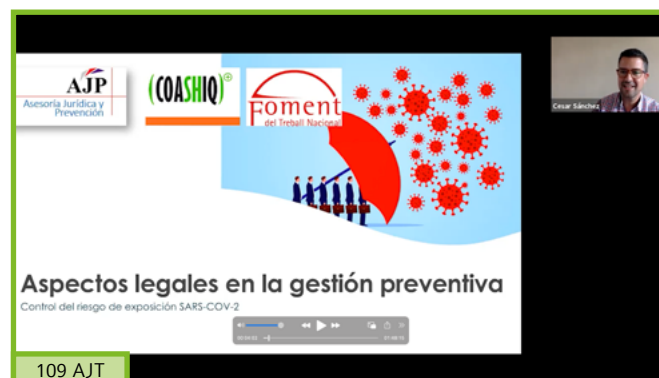 AJP
Asesoría Jurídica y
Prevención
(COASHIQ)®
Foment
del Treball Nacional
Cesar Sánchez
Aspectos legales en la gestión preventiva
Control del riesgo de exposición SARS-COV-2
109 AJT